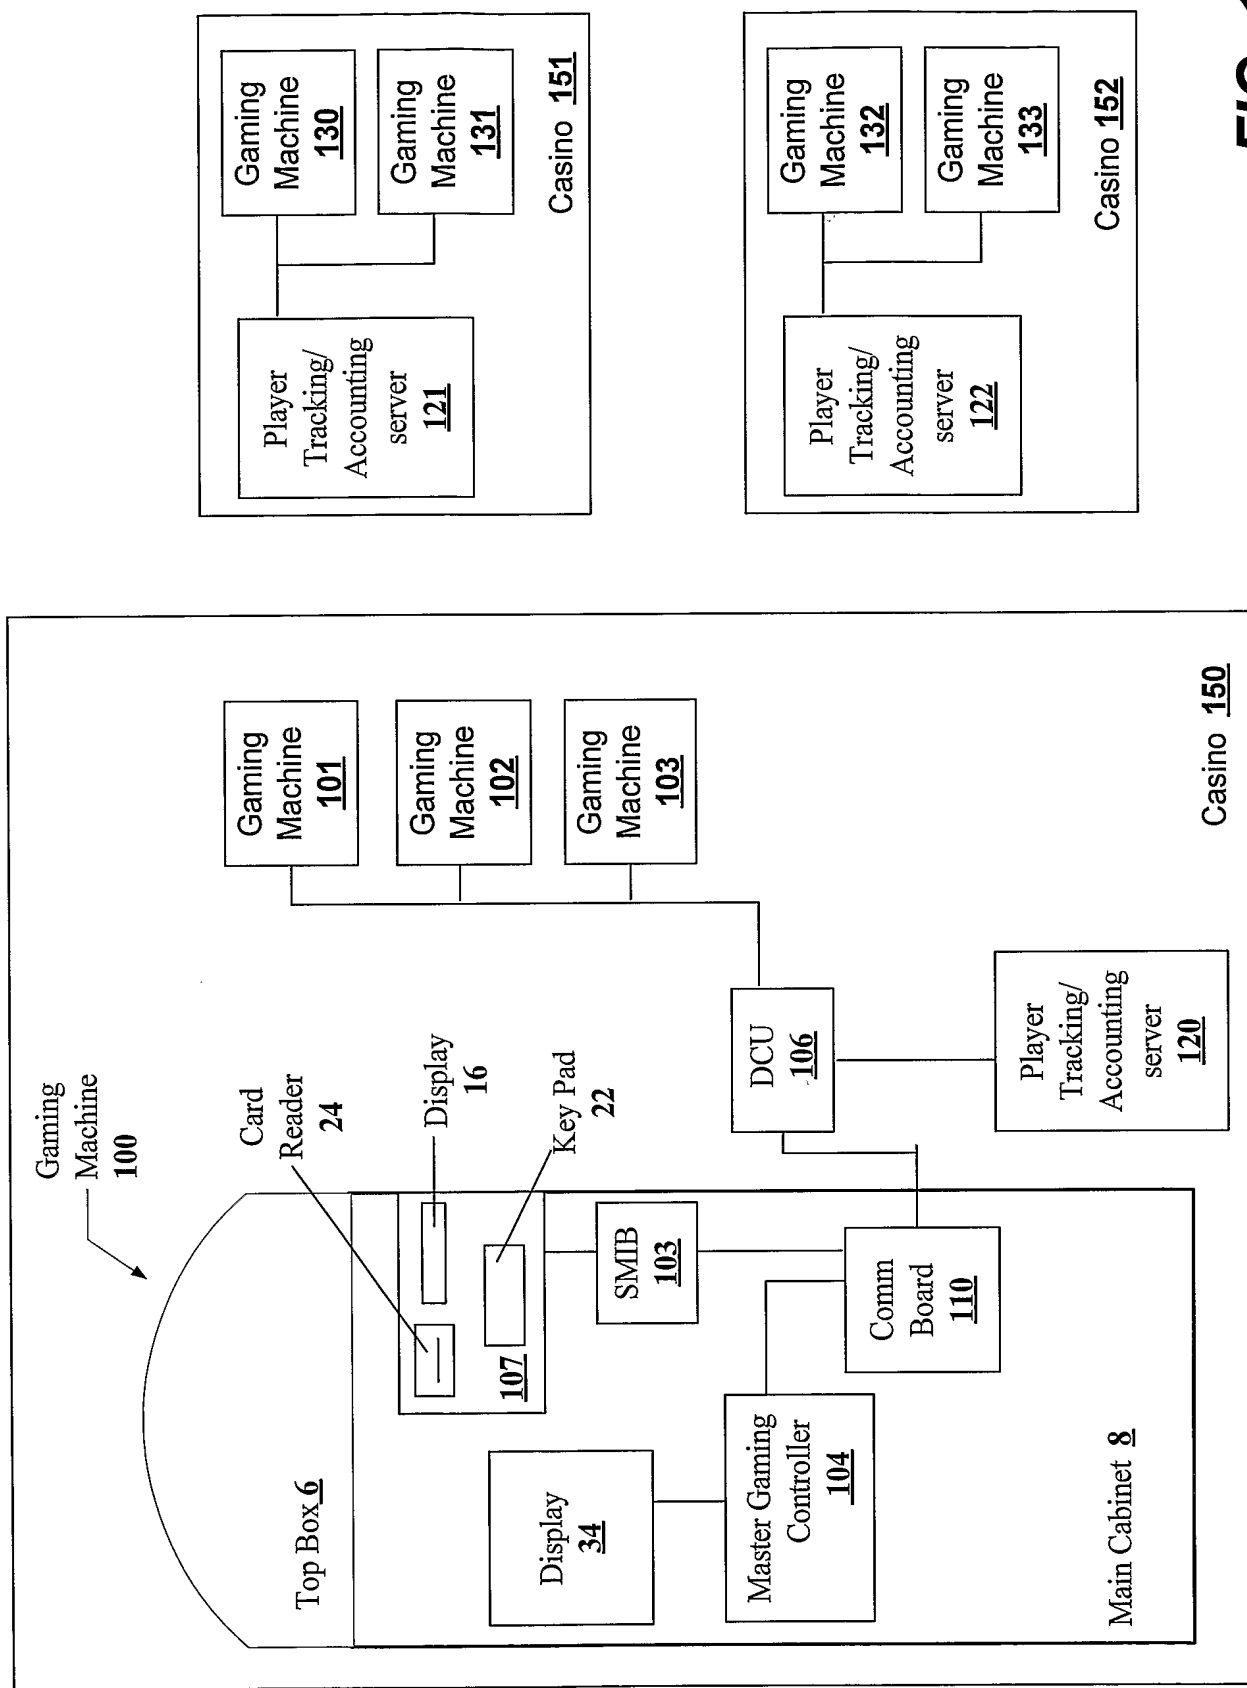 Gaming
Machine
100
Card
Reader
24
Display
16
Key Pad
22
107
Top Box 6
Display
34
SMIB
103
Master Gaming
Controller
104
Comm
Board
110
Main Cabinet 8
DCU
106
Player
Tracking/
Accounting
server
120
Gaming
Machine
101
Gaming
Machine
102
Gaming
Machine
103
Casino 150
Player
Tracking/
Accounting
server
121
Gaming
Machine
130
Gaming
Machine
131
Casino 151
Player
Tracking/
Accounting
server
122
Gaming
Machine
132
Gaming
Machine
133
Casino 152
FIG.